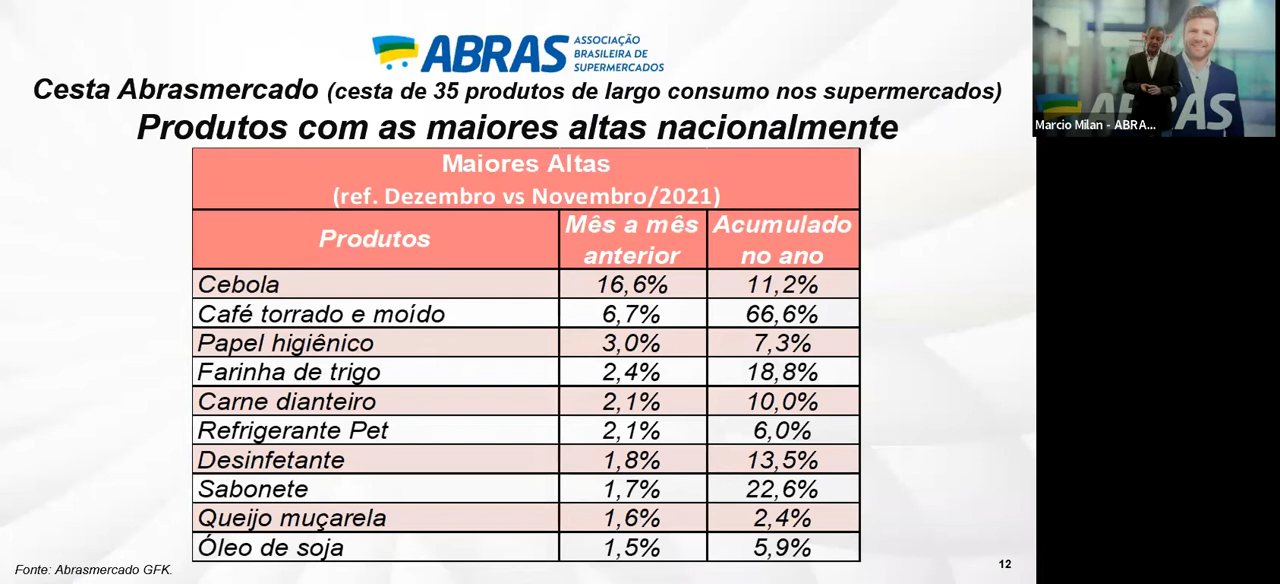 ABRAS
ASSOCIAÇÃO
BRASILEIRA DE
SUPERMERCADOS
Cesta Abrasmercado (cesta de 35 produtos de largo consumo nos supermercados)
Produtos com as maiores altas nacionalmente
Maiores Altas
(ref. Dezembro vs Novembro/2021)
Produtos Mês a mês anterior Acumulado no ano
Cebola 16,6% 11,2%
Café torrado e moído 6,7% 66,6%
Papel higiênico 3,0% 7,3%
Farinha de trigo 2,4% 18,8%
Carne dianteiro 2,1% 10,0%
Refrigerante Pet 2,1% 6,0%
Desinfetante 1,8% 13,5%
Sabonete 1,7% 22,6%
Queijo muçarela 1,6% 2,4%
Óleo de soja 1,5% 5,9%
Fonte: Abrasmercado GFK.
12
Marcio Milan - ABRA...